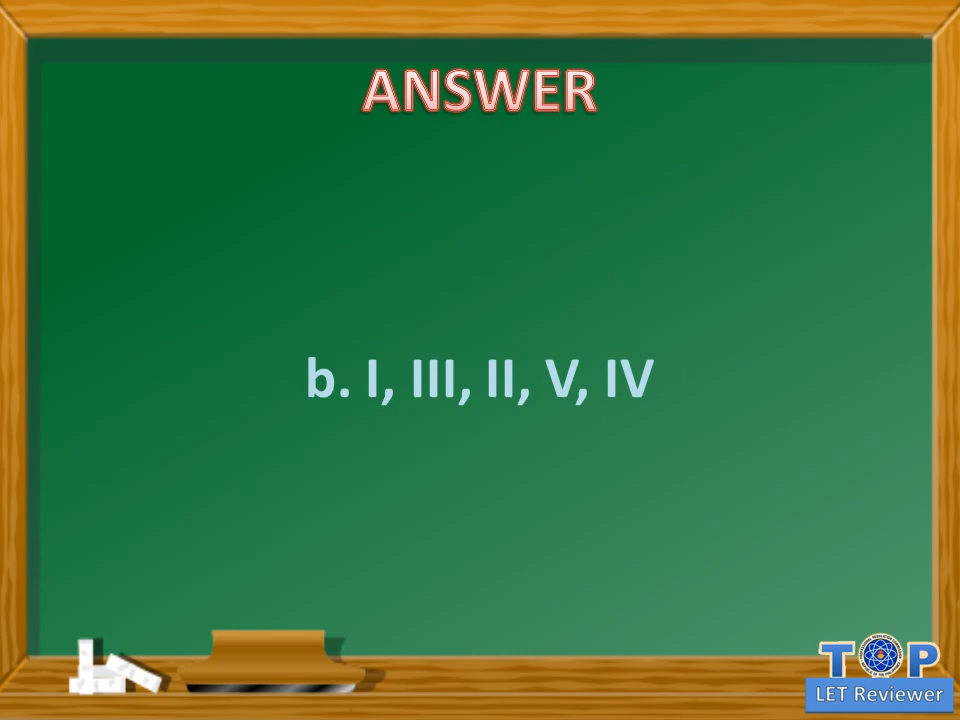 ANSWER
b. I, III, II, V, IV
TOP
LET Reviewer